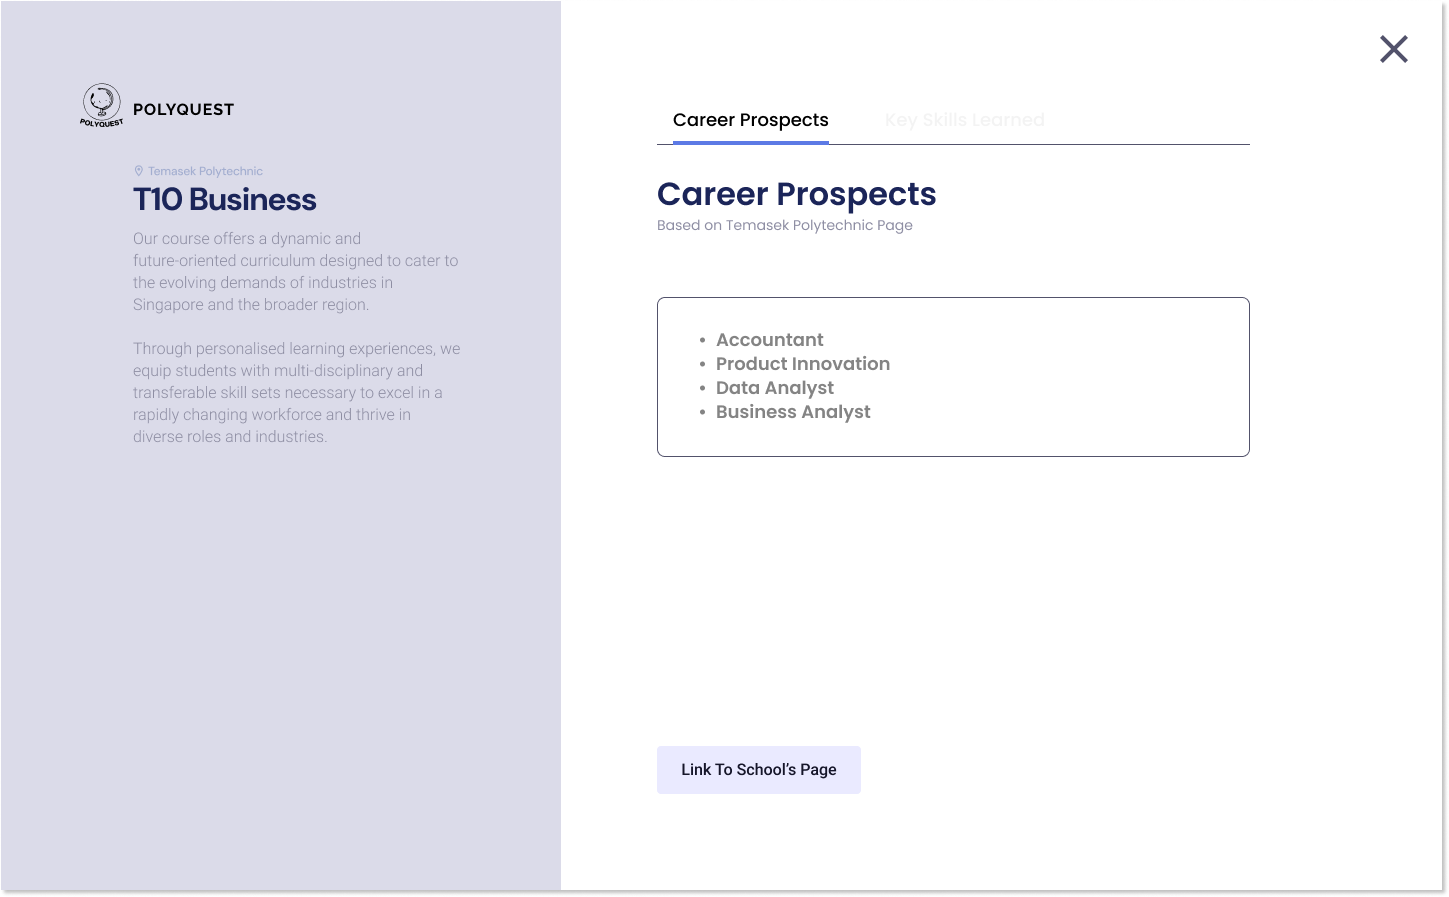 POLYQUEST
POLYQUEST
Temasek Polytechnic
T10 Business
Our course offers a dynamic and
future-oriented curriculum designed to cater to
the evolving demands of industries in
Singapore and the broader region.
Through personalised learning experiences, we
equip students with multi-disciplinary and
transferable skill sets necessary to excel in a
rapidly changing workforce and thrive in
diverse roles and industries.
Career Prospects
Key Skills Learned
Career Prospects
Based on Temasek Polytechnic Page
• Accountant
• Product Innovation
• Data Analyst
• Business Analyst
Link To School’s Page